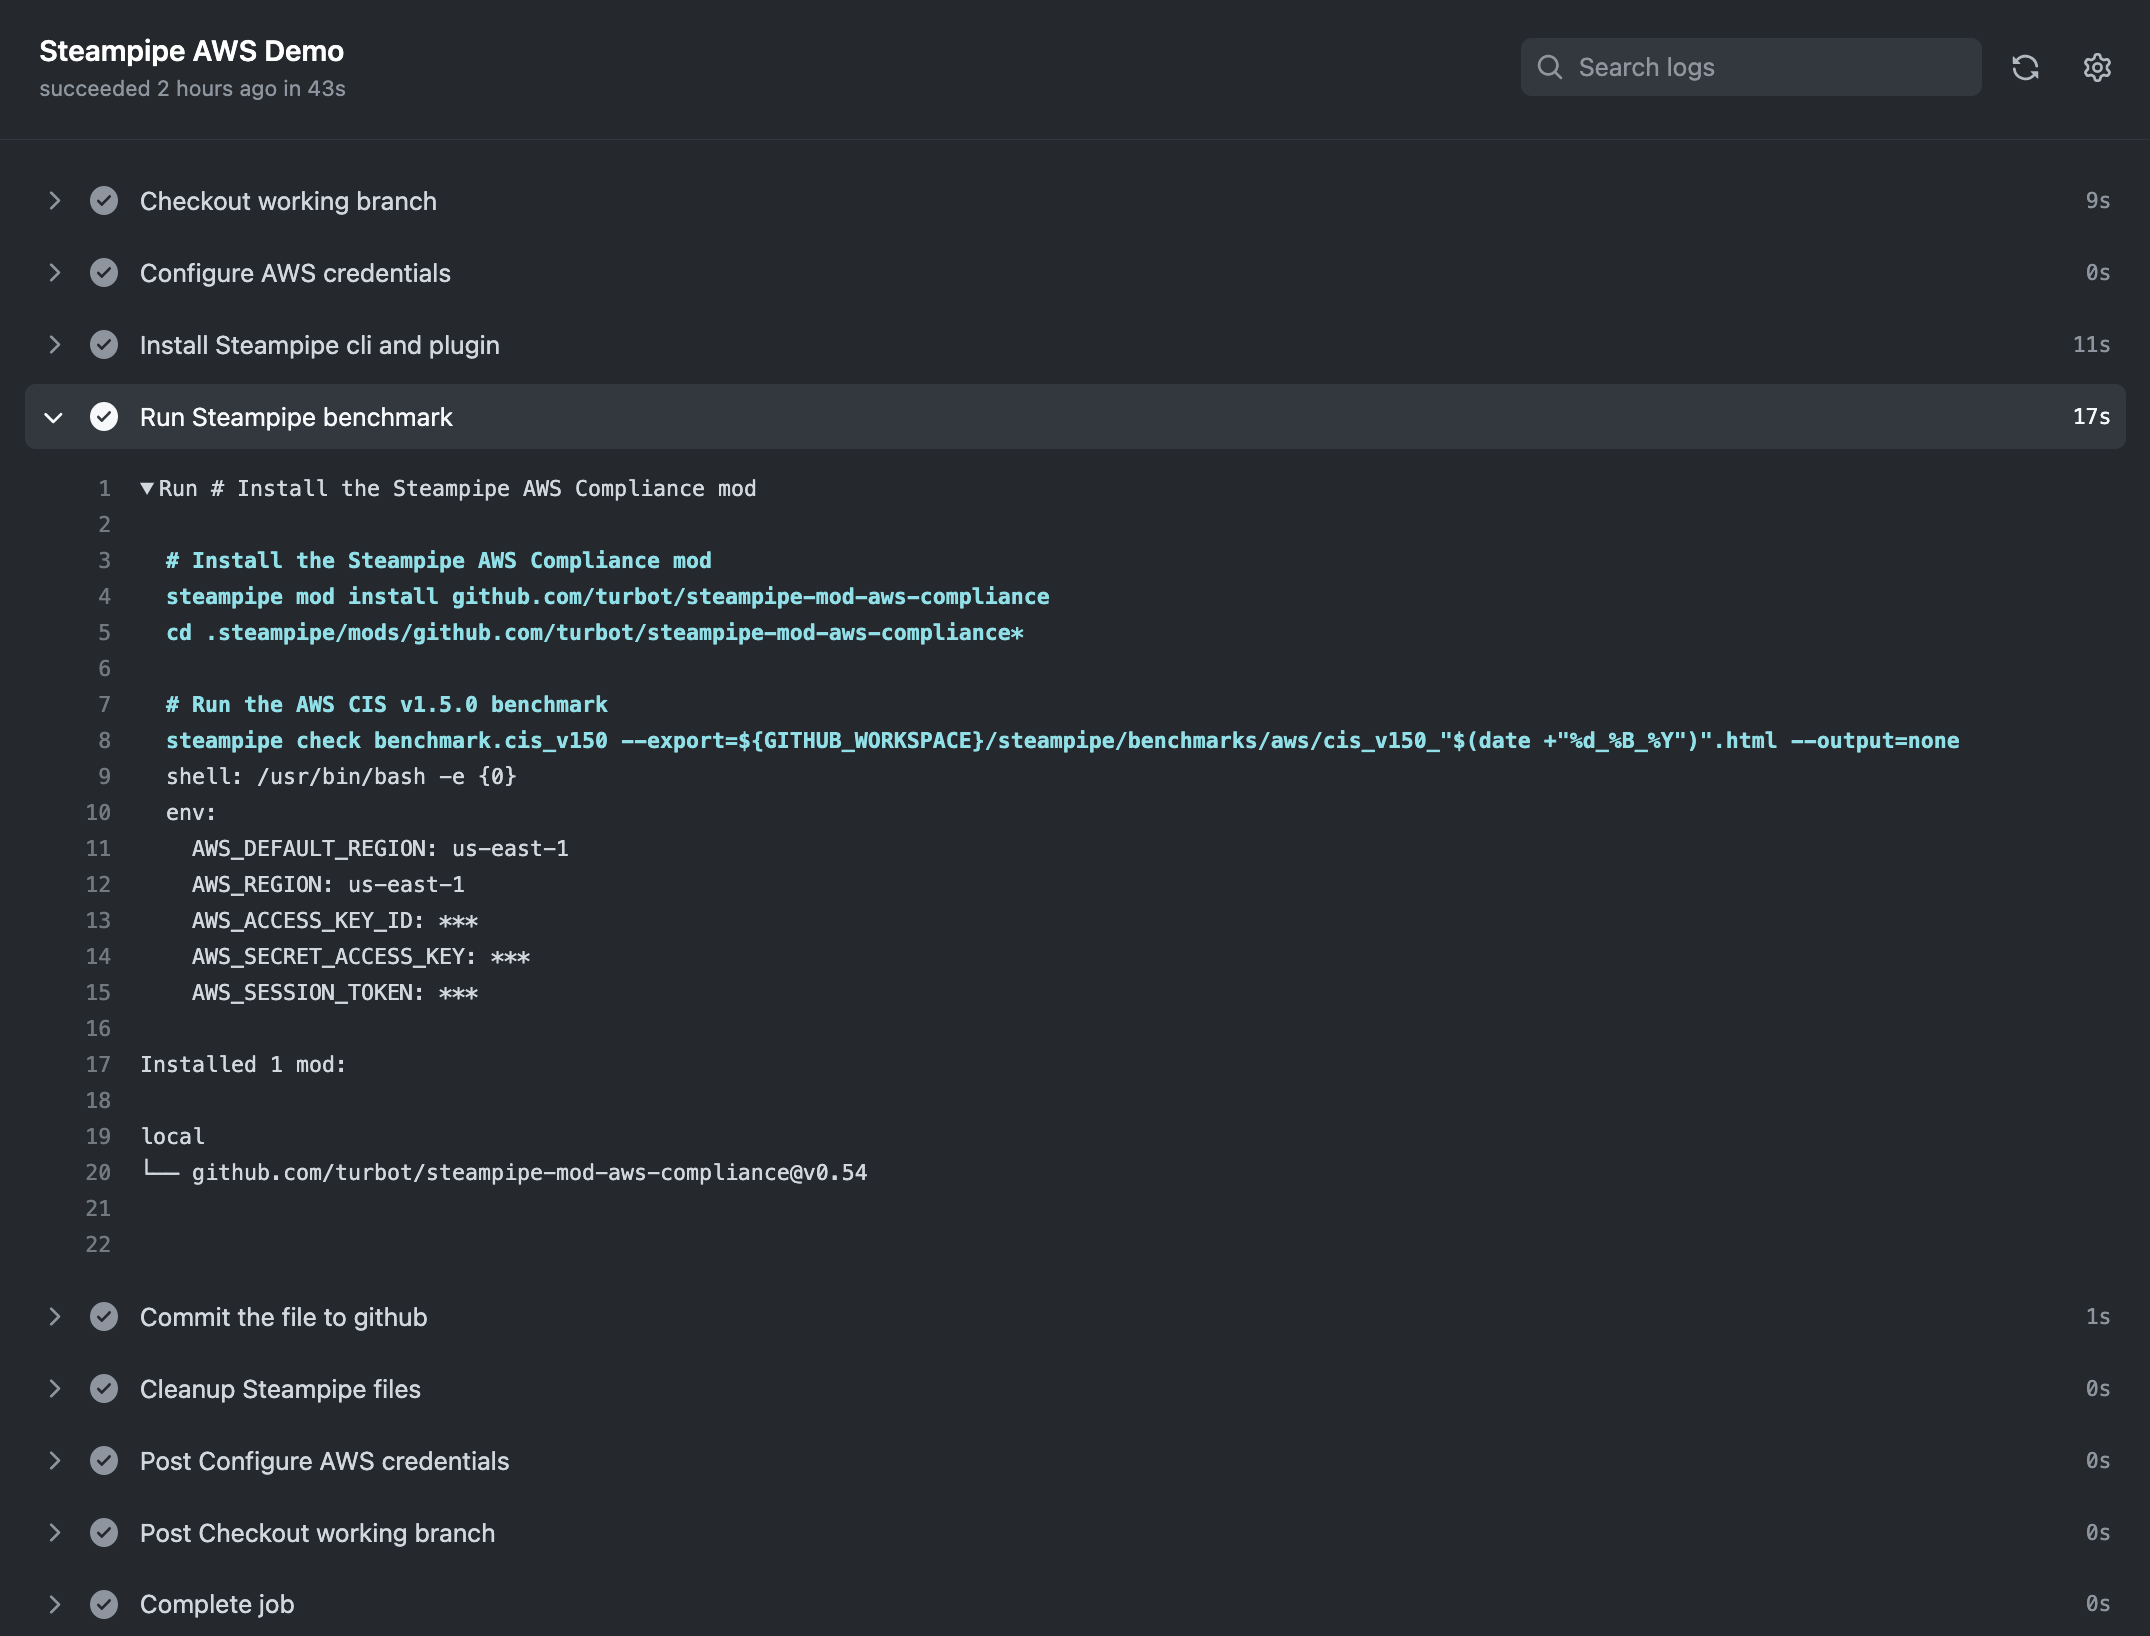 Steampipe AWS Demo
succeeded 2 hours ago in 43s
Search logs
Checkout working branch 9s
Configure AWS credentials 0s
Install Steampipe cli and plugin 11s
Run Steampipe benchmark 17s
1 ▼Run # Install the Steampipe AWS Compliance mod
2
3 # Install the Steampipe AWS Compliance mod
4 steampipe mod install github.com/turbot/steampipe-mod-aws-compliance
5 cd .steampipe/mods/github.com/turbot/steampipe-mod-aws-compliance*
6
7 # Run the AWS CIS v1.5.0 benchmark
8 steampipe check benchmark.cis_v150 --export=${GITHUB_WORKSPACE}/steampipe/benchmarks/aws/cis_v150_"$(date +"%d_%B_%Y")".html --output=none
9 shell: /usr/bin/bash -e {0}
10 env:
11 AWS_DEFAULT_REGION: us-east-1
12 AWS_REGION: us-east-1
13 AWS_ACCESS_KEY_ID: ***
14 AWS_SECRET_ACCESS_KEY: ***
15 AWS_SESSION_TOKEN: ***
16
17 Installed 1 mod:
18
19 local
20 └── github.com/turbot/steampipe-mod-aws-compliance@v0.54
21
22
Commit the file to github 1s
Cleanup Steampipe files 0s
Post Configure AWS credentials 0s
Post Checkout working branch 0s
Complete job 0s